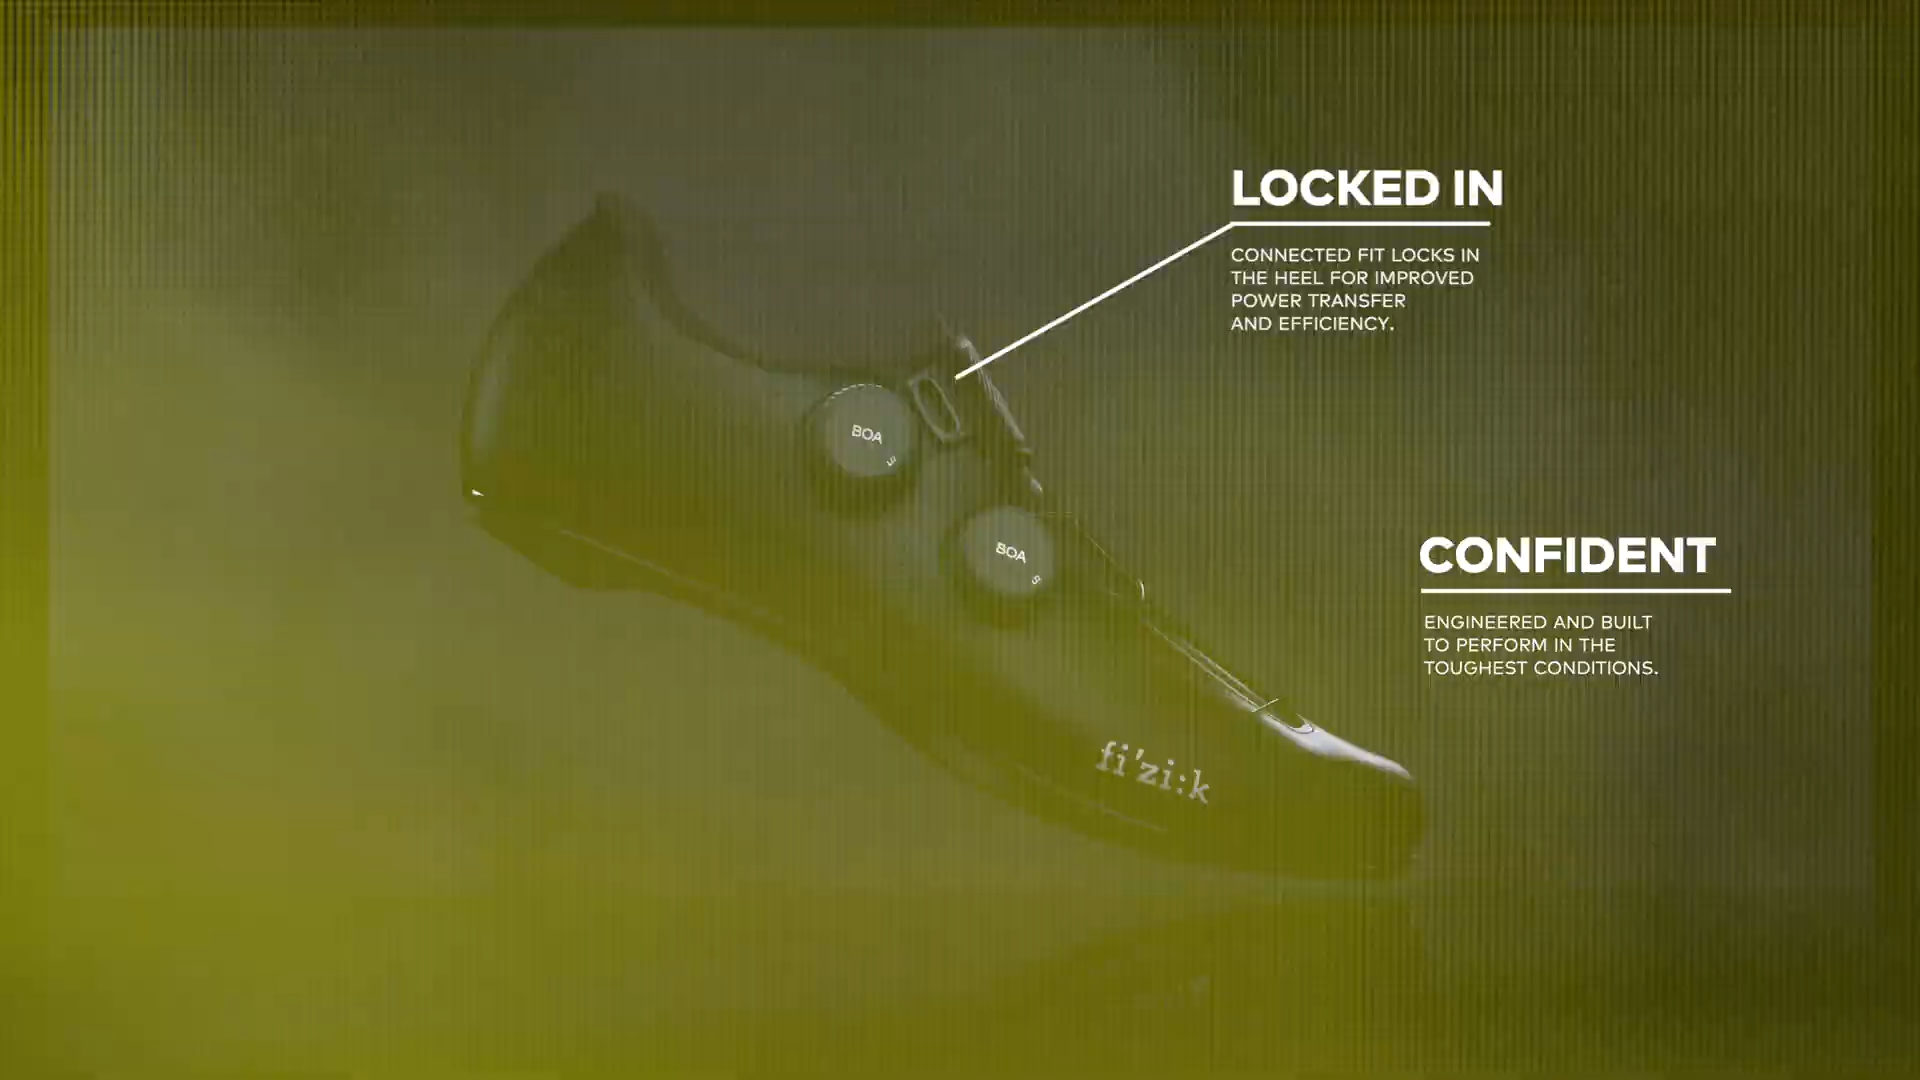 LOCKED IN
CONNECTED FIT LOCKS IN
THE HEEL FOR IMPROVED
POWER TRANSFER
AND EFFICIENCY.
BOA
BOA
CONFIDENT
ENGINEERED AND BUILT
TO PERFORM IN THE
TOUGHEST CONDITIONS.
fi'zi:k